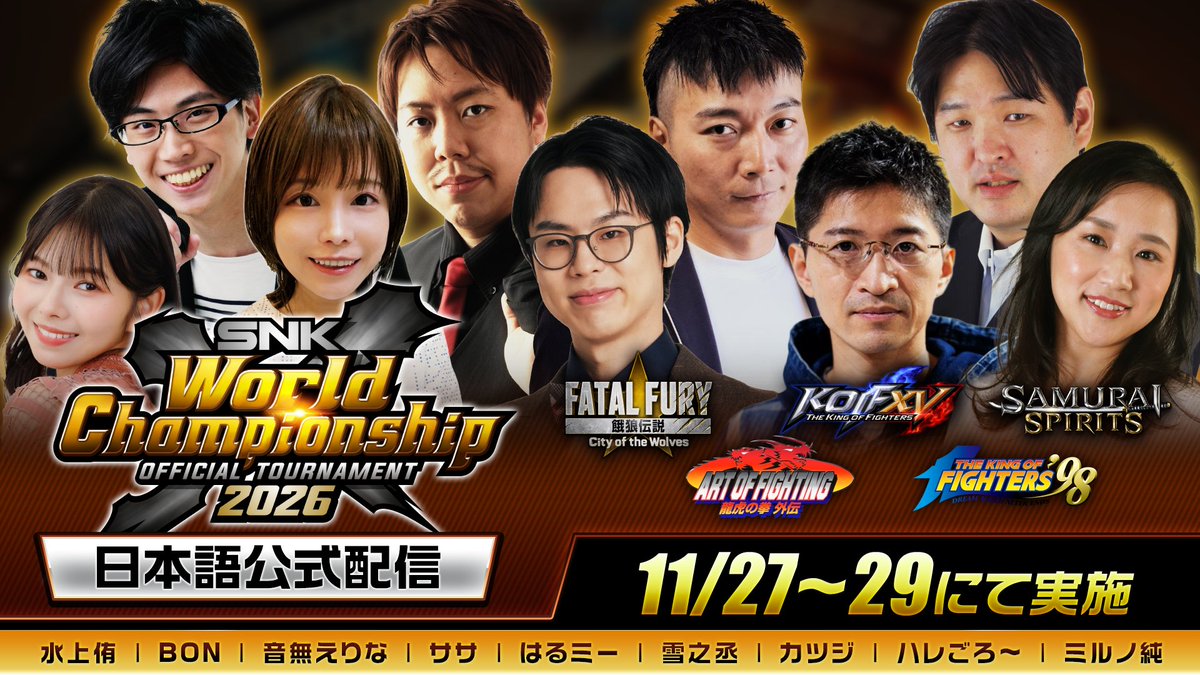 SNK
World
Championship
OFFICIAL TOURNAMENT
2026
FATAL FURY
餓狼伝説
City of the Wolves
KOF XV
THE KING OF FIGHTERS
SAMURAI
SPIRITS
ART OF FIGHTING
龍虎の拳 外伝
THE KING OF
FIGHTERS '98
日本語公式配信
11/27〜29にて実施
水上侑 | BON | 音無えりな | ササ | はるミー | 雪之丞 | カツジ | ハレごろ〜 | ミルノ純